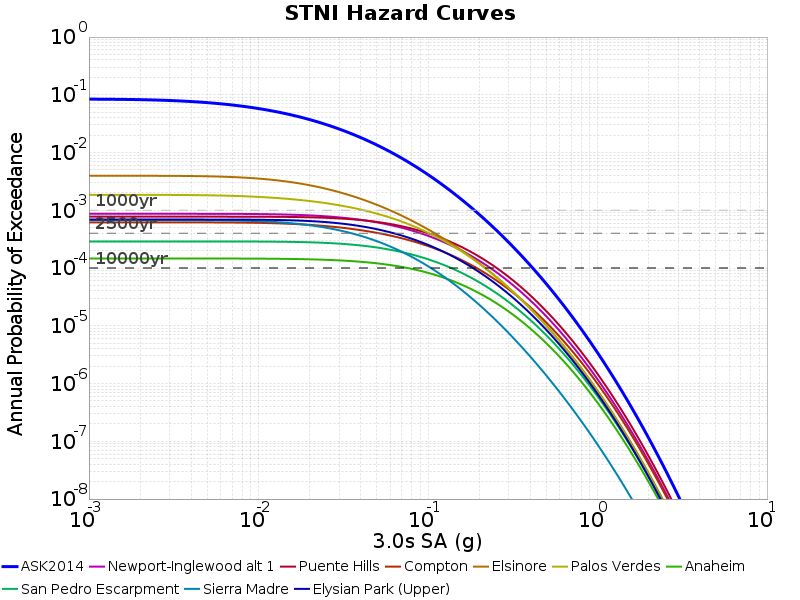 STNI Hazard Curves
Annual Probability of Exceedance
10^0
10^-1
10^-2
10^-3
10^-4
10^-5
10^-6
10^-7
10^-8
1000yr
2500yr
10000yr
10^-3 10^-2 10^-1 10^0 10^1
3.0s SA (g)
ASK2014 Newport-Inglewood alt 1 Puente Hills Compton Elsinore Palos Verdes Anaheim
San Pedro Escarpment Sierra Madre Elysian Park (Upper)